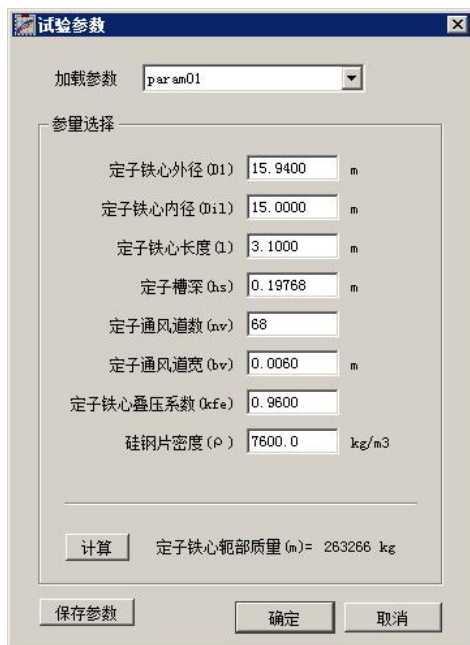 试验参数
加载参数 param01
参量选择
定子铁心外径(D1) 15.9400 m
定子铁心内径(Di1) 15.0000 m
定子铁心长度(l) 3.1000 m
定子槽深(hs) 0.19768 m
定子通风道数(nv) 68
定子通风道宽(bv) 0.0060 m
定子铁心叠压系数(kfe) 0.9600
硅钢片密度(ρ) 7600.0 kg/m3
计算 定子铁心轭部质量(m)= 263266 kg
保存参数 确定 取消